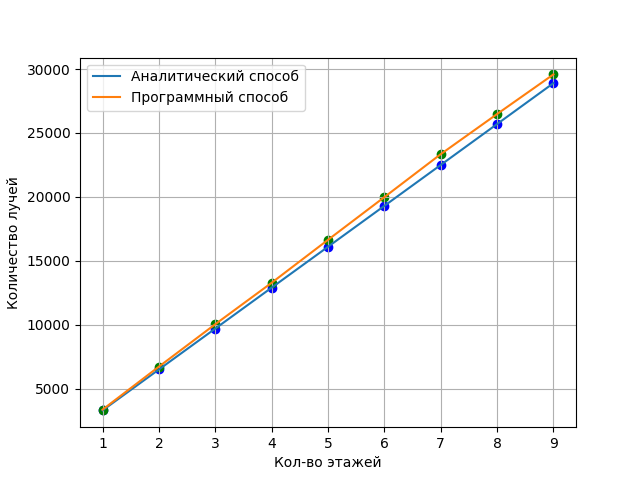 Аналитический способ
Программный способ
30000
25000
20000
15000
10000
5000
Количество лучей
1 2 3 4 5 6 7 8 9
Кол-во этажей